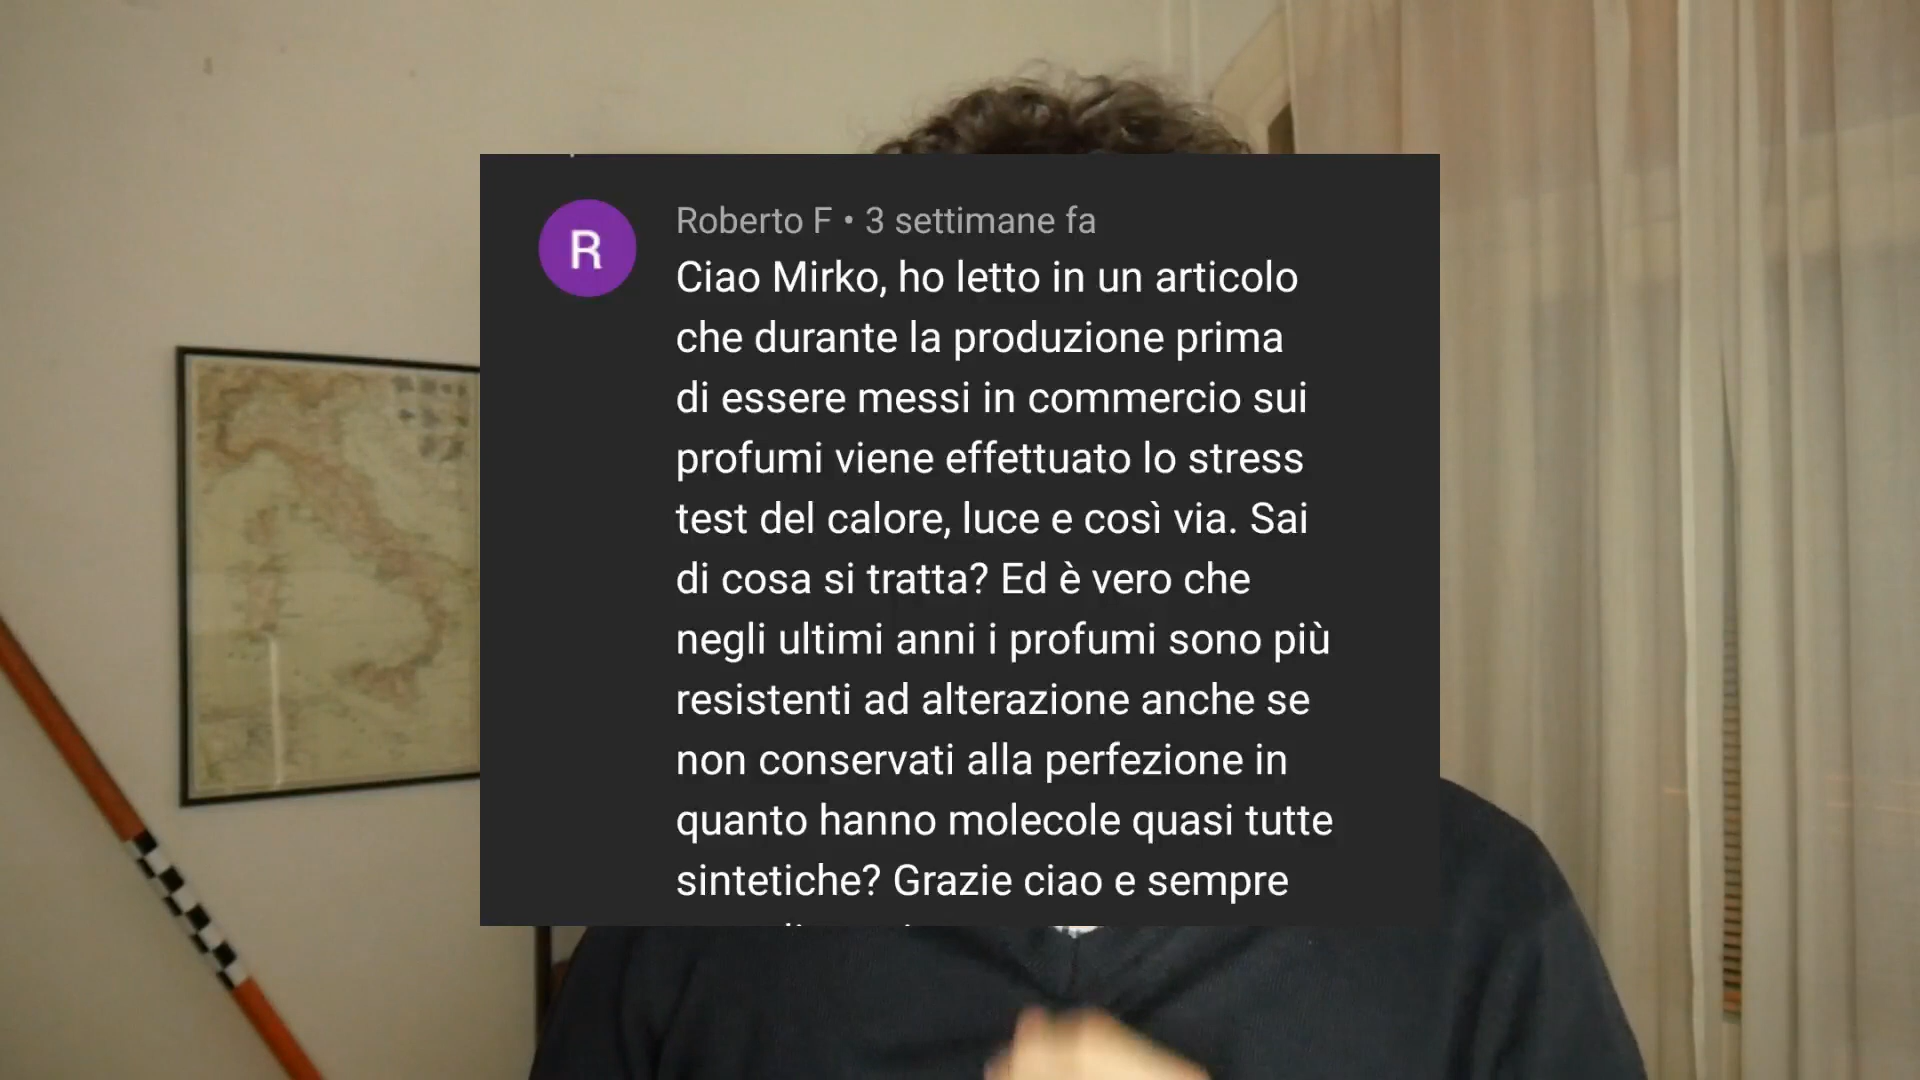 R
Roberto F • 3 settimane fa
Ciao Mirko, ho letto in un articolo
che durante la produzione prima
di essere messi in commercio sui
profumi viene effettuato lo stress
test del calore, luce e così via. Sai
di cosa si tratta? Ed è vero che
negli ultimi anni i profumi sono più
resistenti ad alterazione anche se
non conservati alla perfezione in
quanto hanno molecole quasi tutte
sintetiche? Grazie ciao e sempre